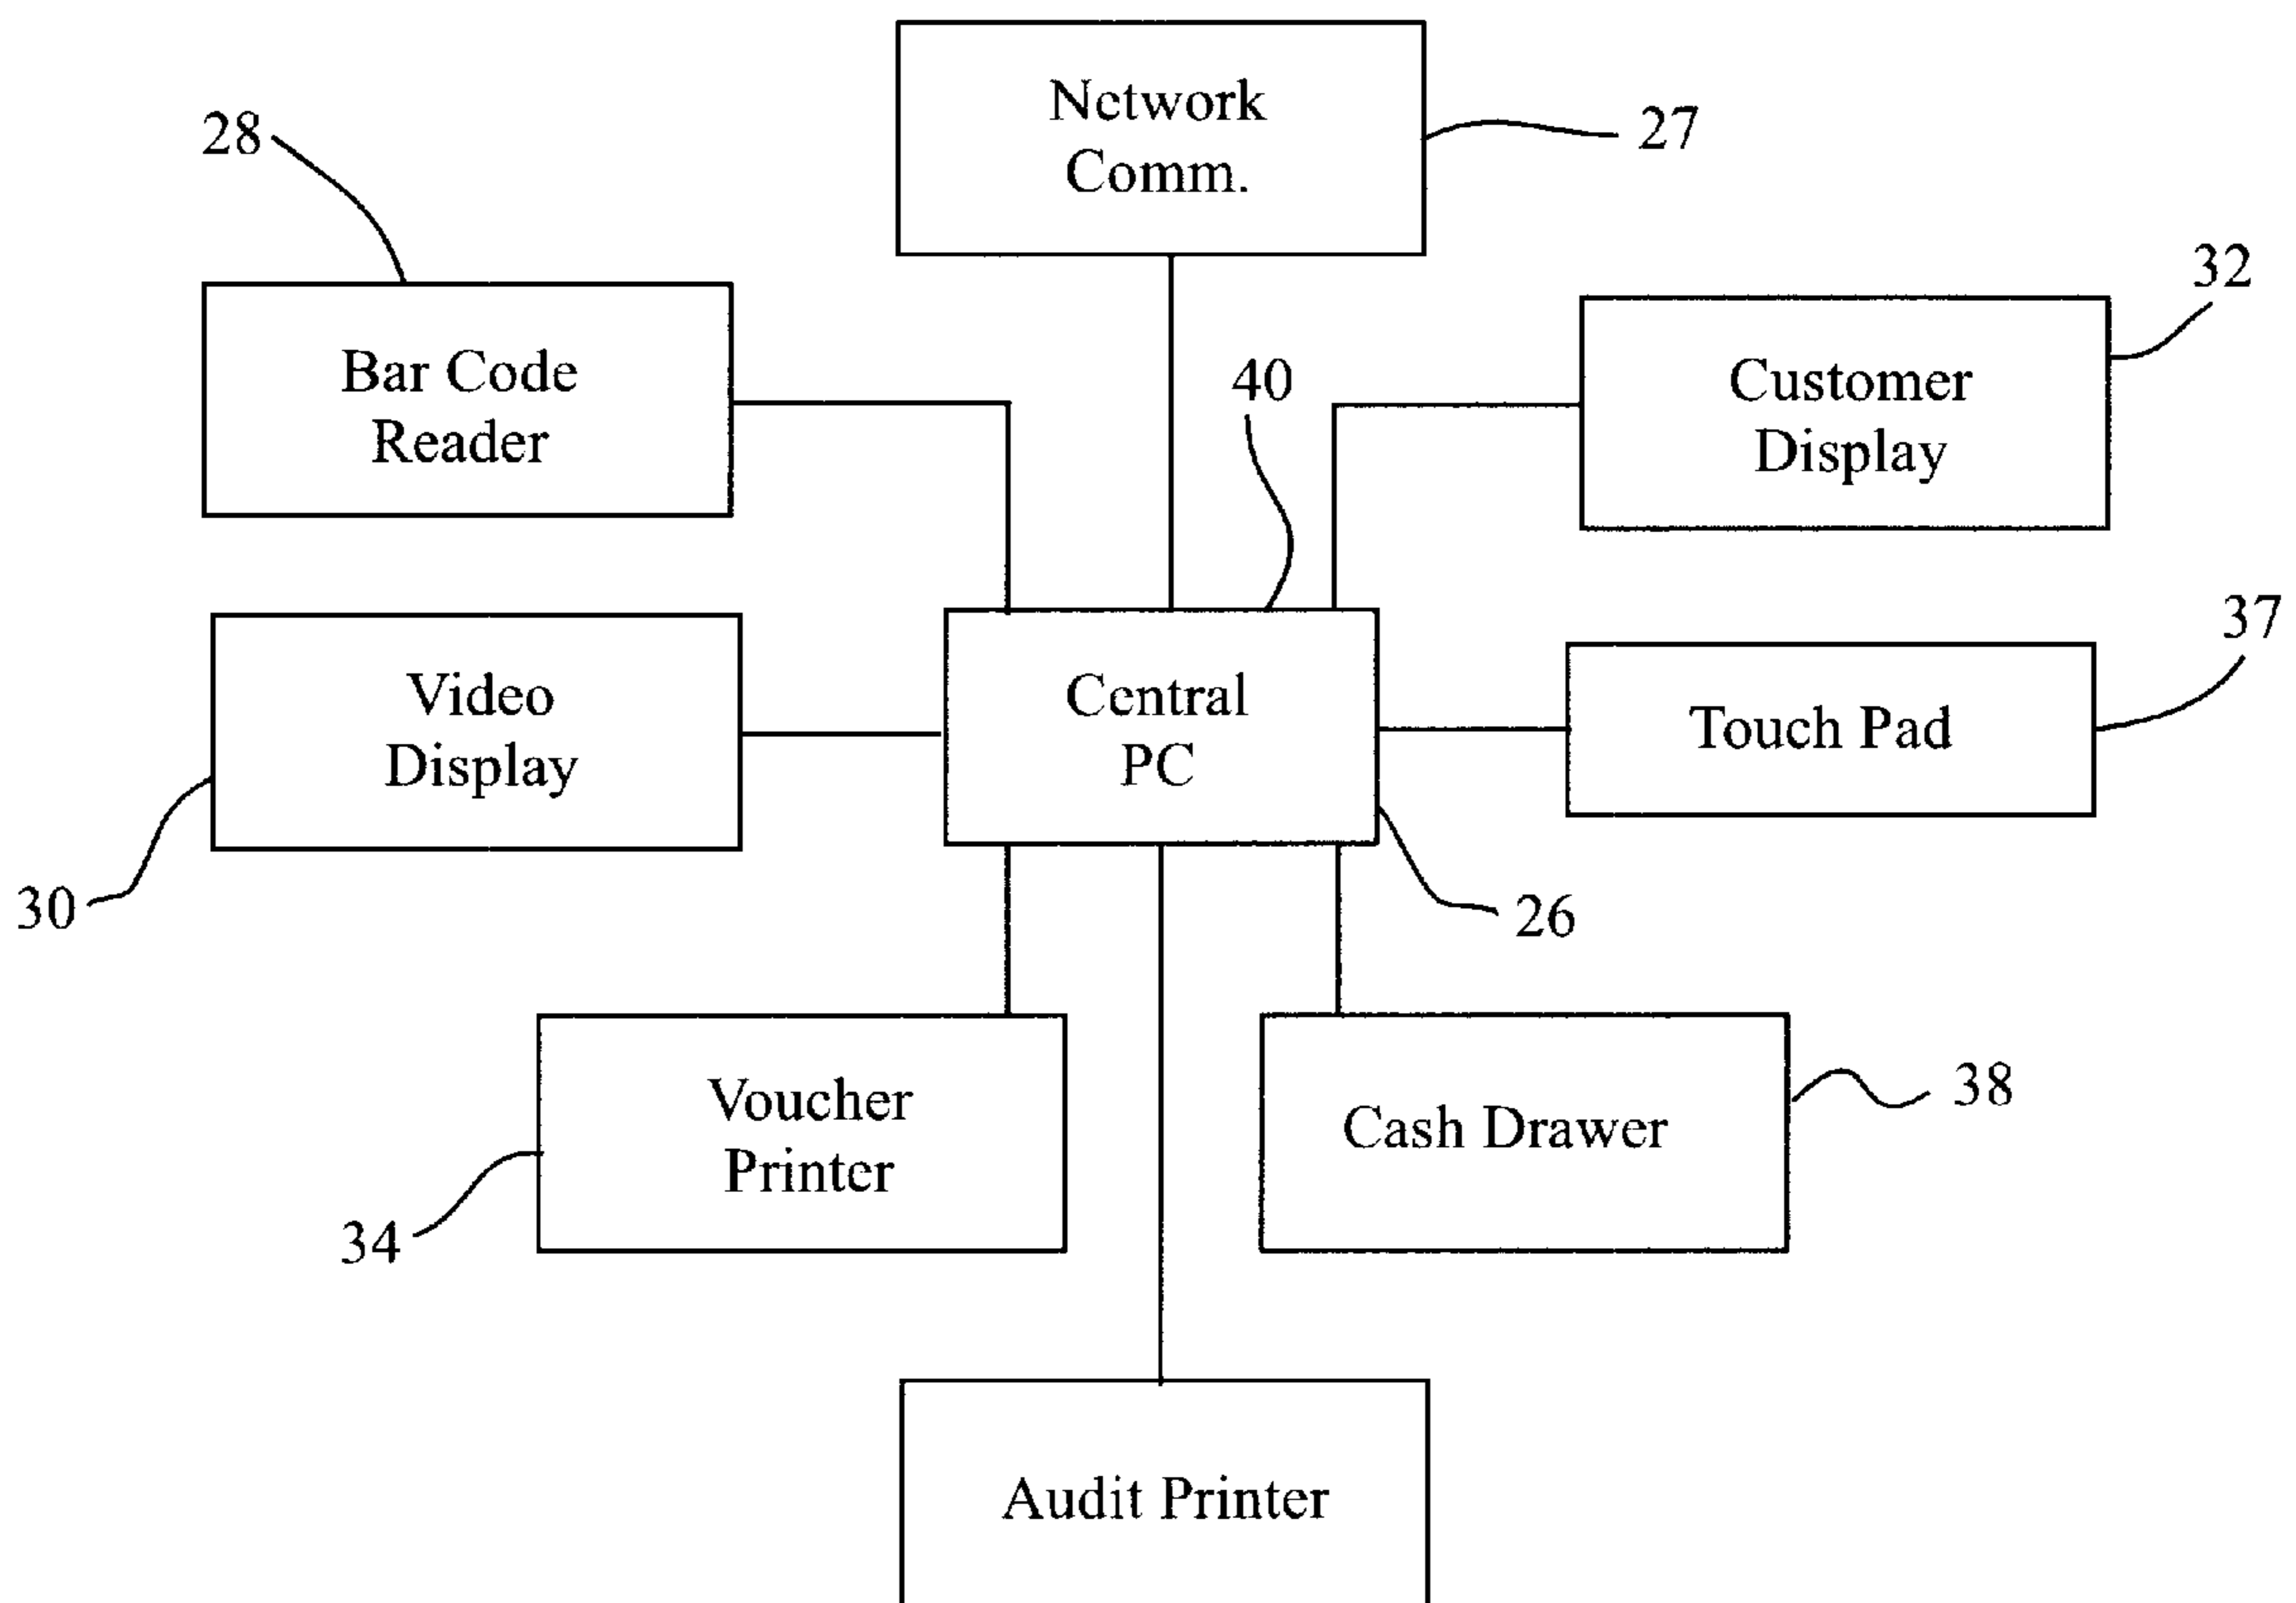 Network
Comm.
27
28
32
Bar Code
Reader
40
Customer
Display
37
Video
Display
Central
PC
Touch Pad
30
26
Voucher
Printer
38
Cash Drawer
34
Audit Printer